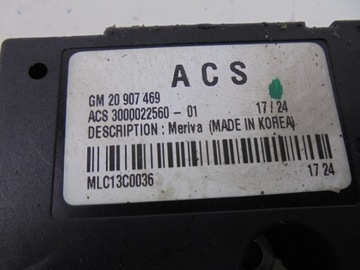 ACS
GM 20 907 469
ACS 3000022560-01 17/24
DESCRIPTION : Meriva (MADE IN KOREA)
MLC13C0036 17 24